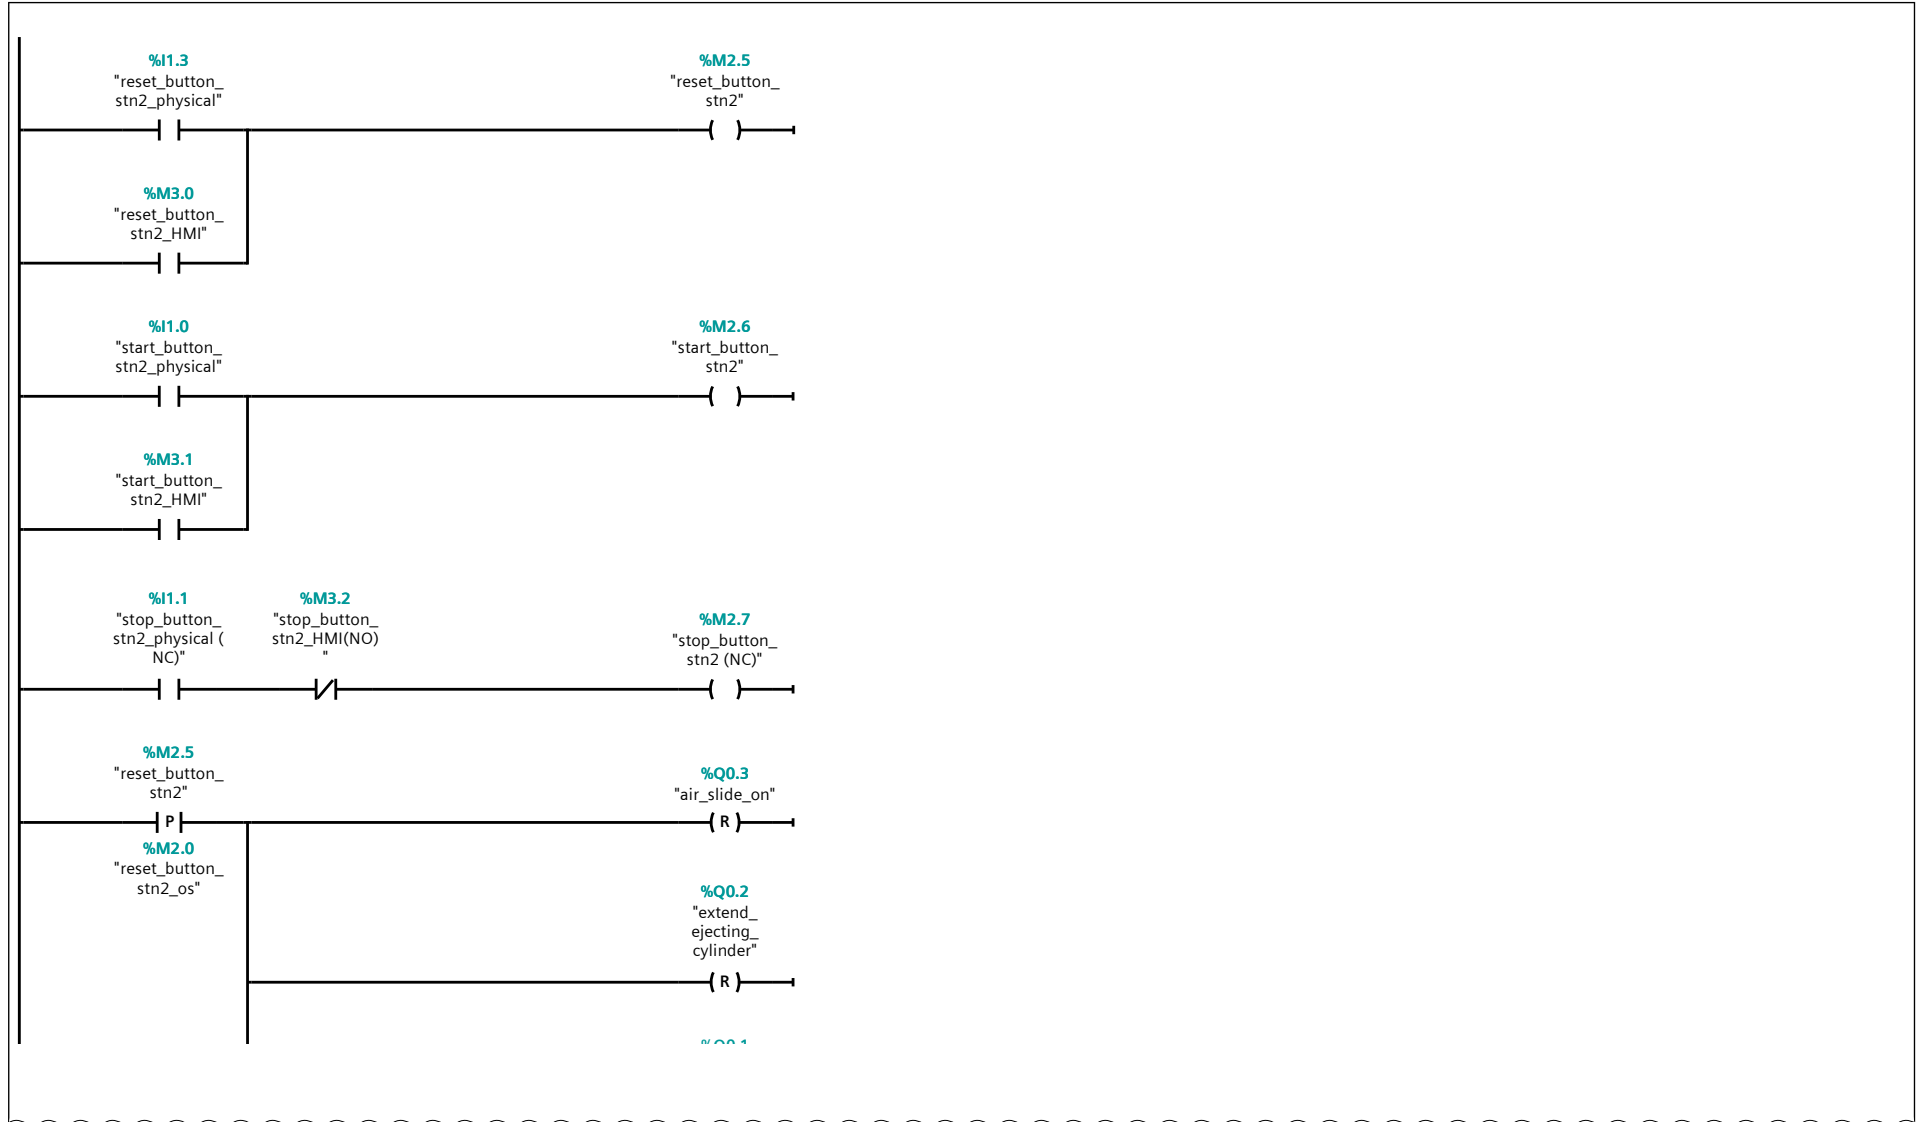 %I1.3
"reset_button_
stn2_physical"
%M2.5
"reset_button_
stn2"
%M3.0
"reset_button_
stn2_HMI"
%I1.0
"start_button_
stn2_physical"
%M2.6
"start_button_
stn2"
%M3.1
"start_button_
stn2_HMI"
%I1.1
"stop_button_
stn2_physical (
NC)"
%M3.2
"stop_button_
stn2_HMI(NO)
"
%M2.7
"stop_button_
stn2 (NC)"
%M2.5
"reset_button_
stn2"
P
%M2.0
"reset_button_
stn2_os"
%Q0.3
"air_slide_on"
R
%Q0.2
"extend_
ejecting_
cylinder"
R